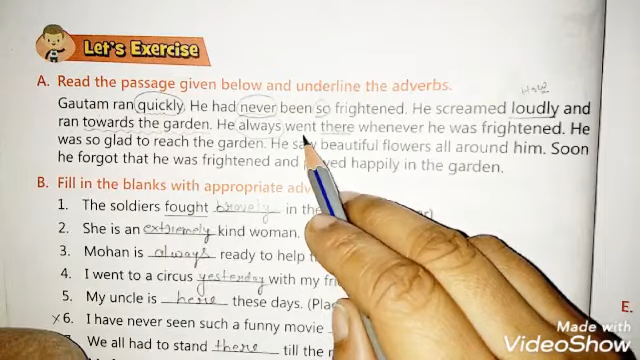 Let's Exercise
A. Read the passage given below and underline the adverbs.
How
Gautam ran quickly. He had never been so frightened. He screamed loudly and
ran towards the garden. He always went there whenever he was frightened. He
was so glad to reach the garden. He saw beautiful flowers all around him. Soon
he forgot that he was frightened and happily in the garden.
B. Fill in the blanks with appropriate
1. The soldiers fought bravely in the
2. She is an extremely kind woman.
3. Mohan is always ready to help
4. I went to a circus yesterday with my
5. My uncle is here these days.
x6. I have never seen such a funny movie
We all had to stand there till the
E.
Made with
VideoShow